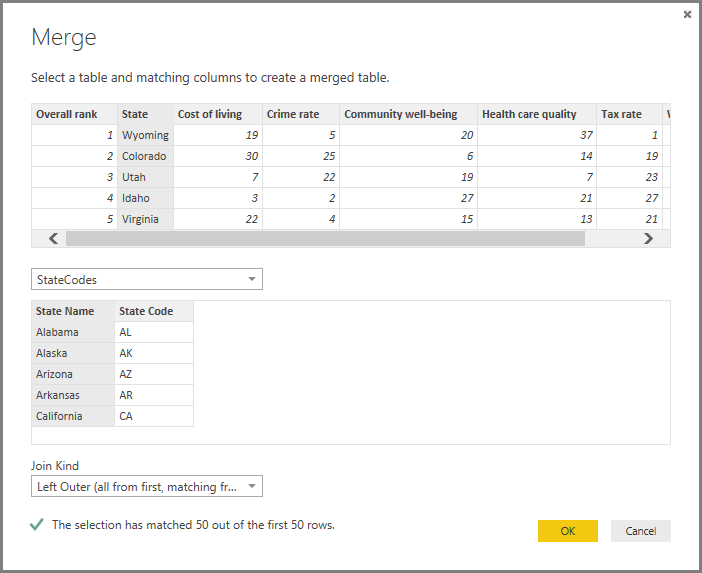 Merge
Select a table and matching columns to create a merged table.
Overall rank State Cost of living Crime rate Community well-being Health care quality Tax rate
1 Wyoming 19 5 20 37 1
2 Colorado 30 25 6 14 19
3 Utah 7 22 19 7 23
4 Idaho 3 2 27 21 27
5 Virginia 22 4 15 13 21
StateCodes
State Name State Code
Alabama AL
Alaska AK
Arizona AZ
Arkansas AR
California CA
Join Kind
Left Outer (all from first, matching fr...
The selection has matched 50 out of the first 50 rows.
OK Cancel